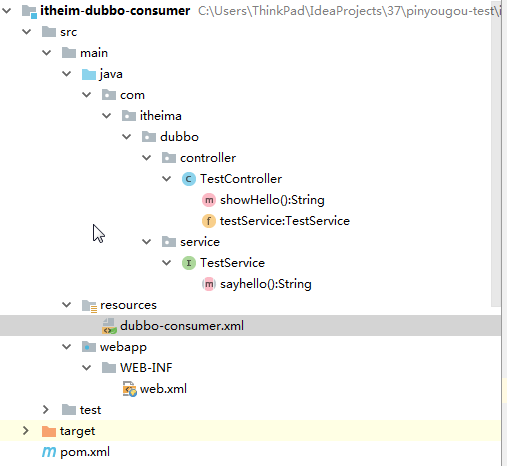 itheim-dubbo-consumer C:\Users\ThinkPad\IdeaProjects\37\pinyougou-test\i
src
main
java
com
itheima
dubbo
controller
C TestController
m showHello():String
f testService:TestService
service
I TestService
m sayhello():String
resources
dubbo-consumer.xml
webapp
WEB-INF
web.xml
test
target
m pom.xml